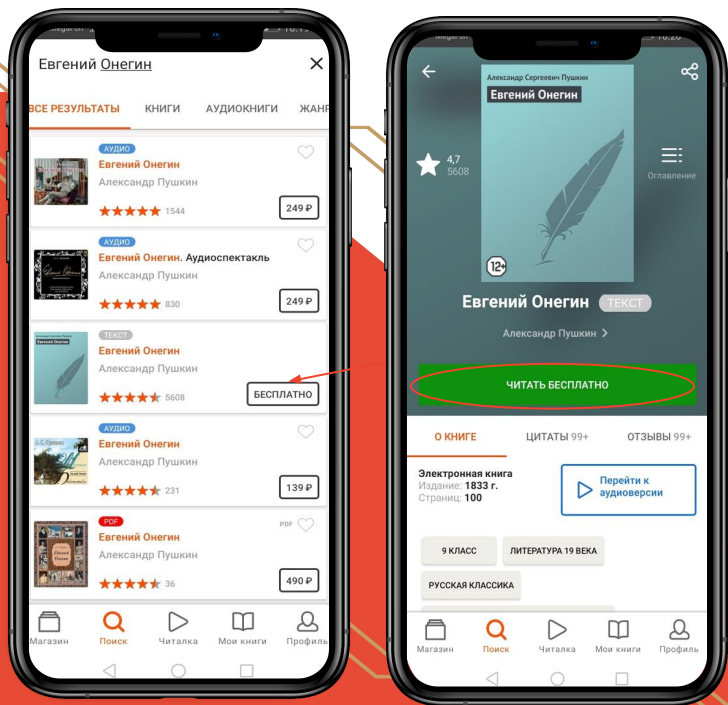 Евгений Онегин
ВСЕ РЕЗУЛЬТАТЫ КНИГИ АУДИОКНИГИ ЖАНР
АУДИО
Евгений Онегин
Александр Пушкин
1544
249 ₽
АУДИО
Евгений Онегин. Аудиоспектакль
Александр Пушкин
830
249 ₽
ТЕКСТ
Евгений Онегин
Александр Пушкин
5608
БЕСПЛАТНО
АУДИО
Евгений Онегин
Александр Пушкин
231
139 ₽
PDF
PDF
Евгений Онегин
Александр Пушкин
36
490 ₽
Магазин Поиск Читалка Мои книги Профиль
Александр Сергеевич Пушкин
Евгений Онегин
4,7
5608
Оглавление
12+
Евгений Онегин ТЕКСТ
Александр Пушкин
ЧИТАТЬ БЕСПЛАТНО
О КНИГЕ ЦИТАТЫ 99+ ОТЗЫВЫ 99+
Электронная книга
Издание: 1833 г.
Страниц: 100
Перейти к
аудиоверсии
9 КЛАСС ЛИТЕРАТУРА 19 ВЕКА
РУССКАЯ КЛАССИКА
Магазин Поиск Читалка Мои книги Профиль